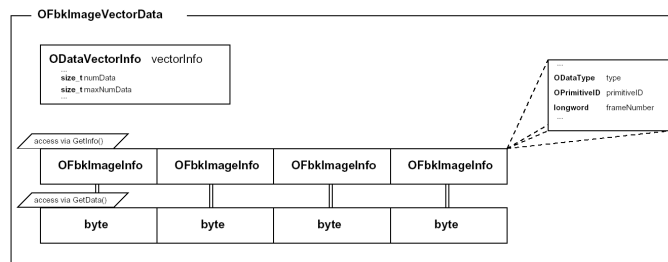 OFbkImageVectorData
ODataVectorInfo vectorInfo
...
size_t numData
size_t maxNumData
...
...
ODataType type
OPrimitiveID primitiveID
longword frameNumber
...
access via GetInfo()
OFbkImageInfo OFbkImageInfo OFbkImageInfo OFbkImageInfo
access via GetData()
byte byte byte byte